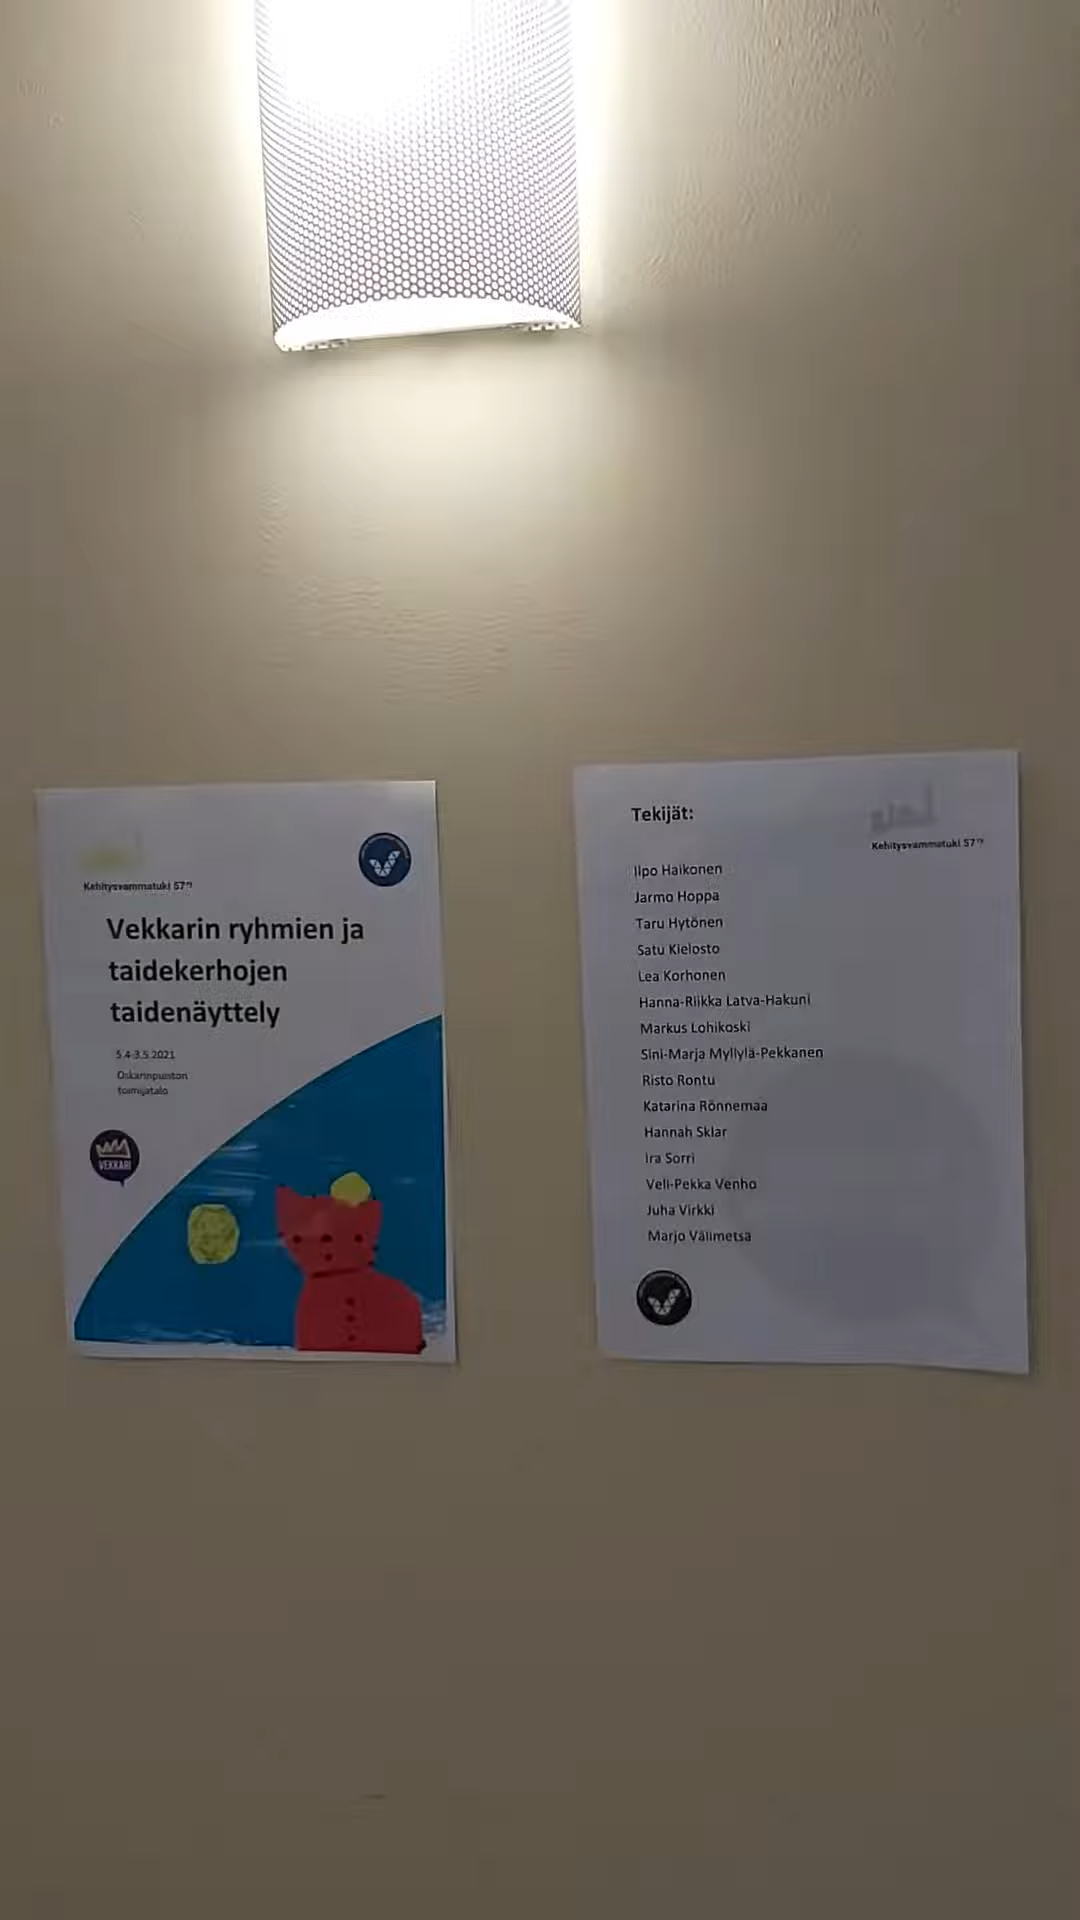 Kehitysvammatuki 57 ry
Vekkarin ryhmien ja
taidekerhojen
taidenäyttely
5.4-3.5.2021
Oskarinpuiston
toimijatalo
VEKKARI
Tekijät:
Kehitysvammatuki 57 ry
Ilpo Haikonen
Jarmo Hoppa
Taru Hytönen
Satu Kielosto
Lea Korhonen
Hanna-Riikka Latva-Hakuni
Markus Lohikoski
Sini-Marja Myllylä-Pekkanen
Risto Rontu
Katarina Rönnemaa
Hannah Sklar
Ira Sorri
Veli-Pekka Venho
Juha Virkki
Marjo Välimetsä